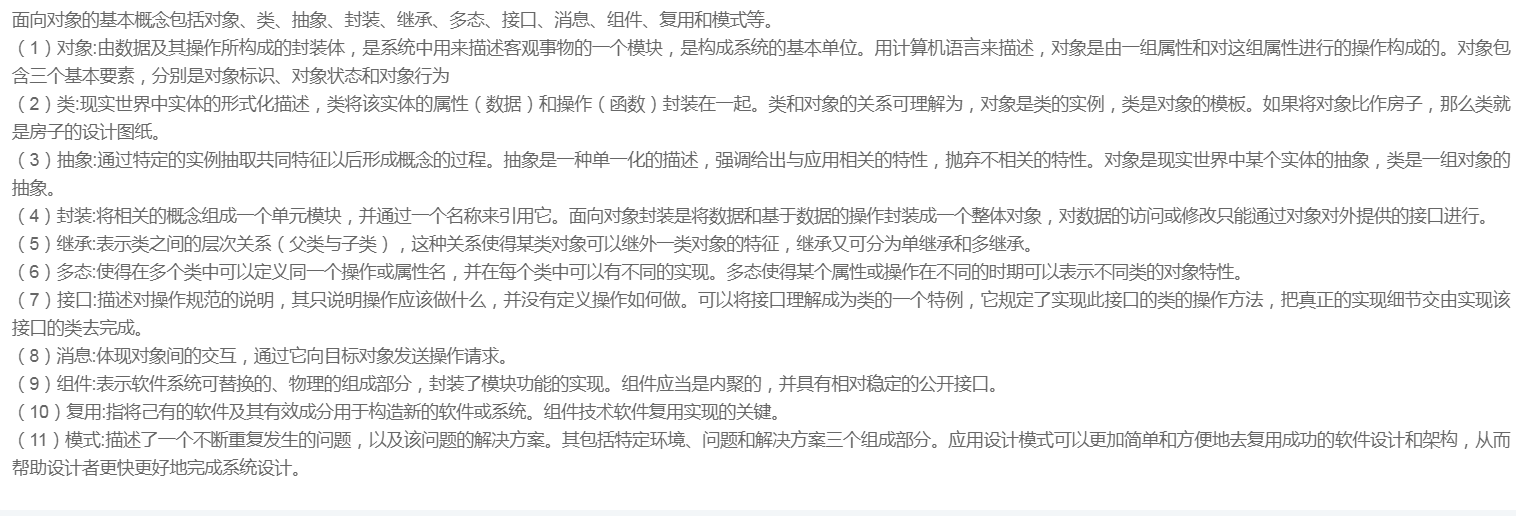 面向对象的基本概念包括对象、类、抽象、封装、继承、多态、接口、消息、组件、复用和模式等。
（1）对象:由数据及其操作所构成的封装体，是系统中用来描述客观事物的一个模块，是构成系统的基本单位。用计算机语言来描述，对象是由一组属性和对这组属性进行的操作构成的。对象包
含三个基本要素，分别是对象标识、对象状态和对象行为
（2）类:现实世界中实体的形式化描述，类将该实体的属性（数据）和操作（函数）封装在一起。类和对象的关系可理解为，对象是类的实例，类是对象的模板。如果将对象比作房子，那么类就
是房子的设计图纸。
（3）抽象:通过特定的实例抽取共同特征以后形成概念的过程。抽象是一种单一化的描述，强调给出与应用相关的特性，抛弃不相关的特性。对象是现实世界中某个实体的抽象，类是一组对象的
抽象。
（4）封装:将相关的概念组成一个单元模块，并通过一个名称来引用它。面向对象封装是将数据和基于数据的操作封装成一个整体对象，对数据的访问或修改只能通过对象对外提供的接口进行。
（5）继承:表示类之间的层次关系（父类与子类），这种关系使得某类对象可以继外一类对象的特征，继承又可分为单继承和多继承。
（6）多态:使得在多个类中可以定义同一个操作或属性名，并在每个类中可以有不同的实现。多态使得某个属性或操作在不同的时期可以表示不同类的对象特性。
（7）接口:描述对操作规范的说明，其只说明操作应该做什么，并没有定义操作如何做。可以将接口理解成为类的一个特例，它规定了实现此接口的类的操作方法，把真正的实现细节交由实现该
接口的类去完成。
（8）消息:体现对象间的交互，通过它向目标对象发送操作请求。
（9）组件:表示软件系统可替换的、物理的组成部分，封装了模块功能的实现。组件应当是内聚的，并具有相对稳定的公开接口。
（10）复用:指将己有的软件及其有效成分用于构造新的软件或系统。组件技术软件复用实现的关键。
（11）模式:描述了一个不断重复发生的问题，以及该问题的解决方案。其包括特定环境、问题和解决方案三个组成部分。应用设计模式可以更加简单和方便地去复用成功的软件设计和架构，从而
帮助设计者更快更好地完成系统设计。